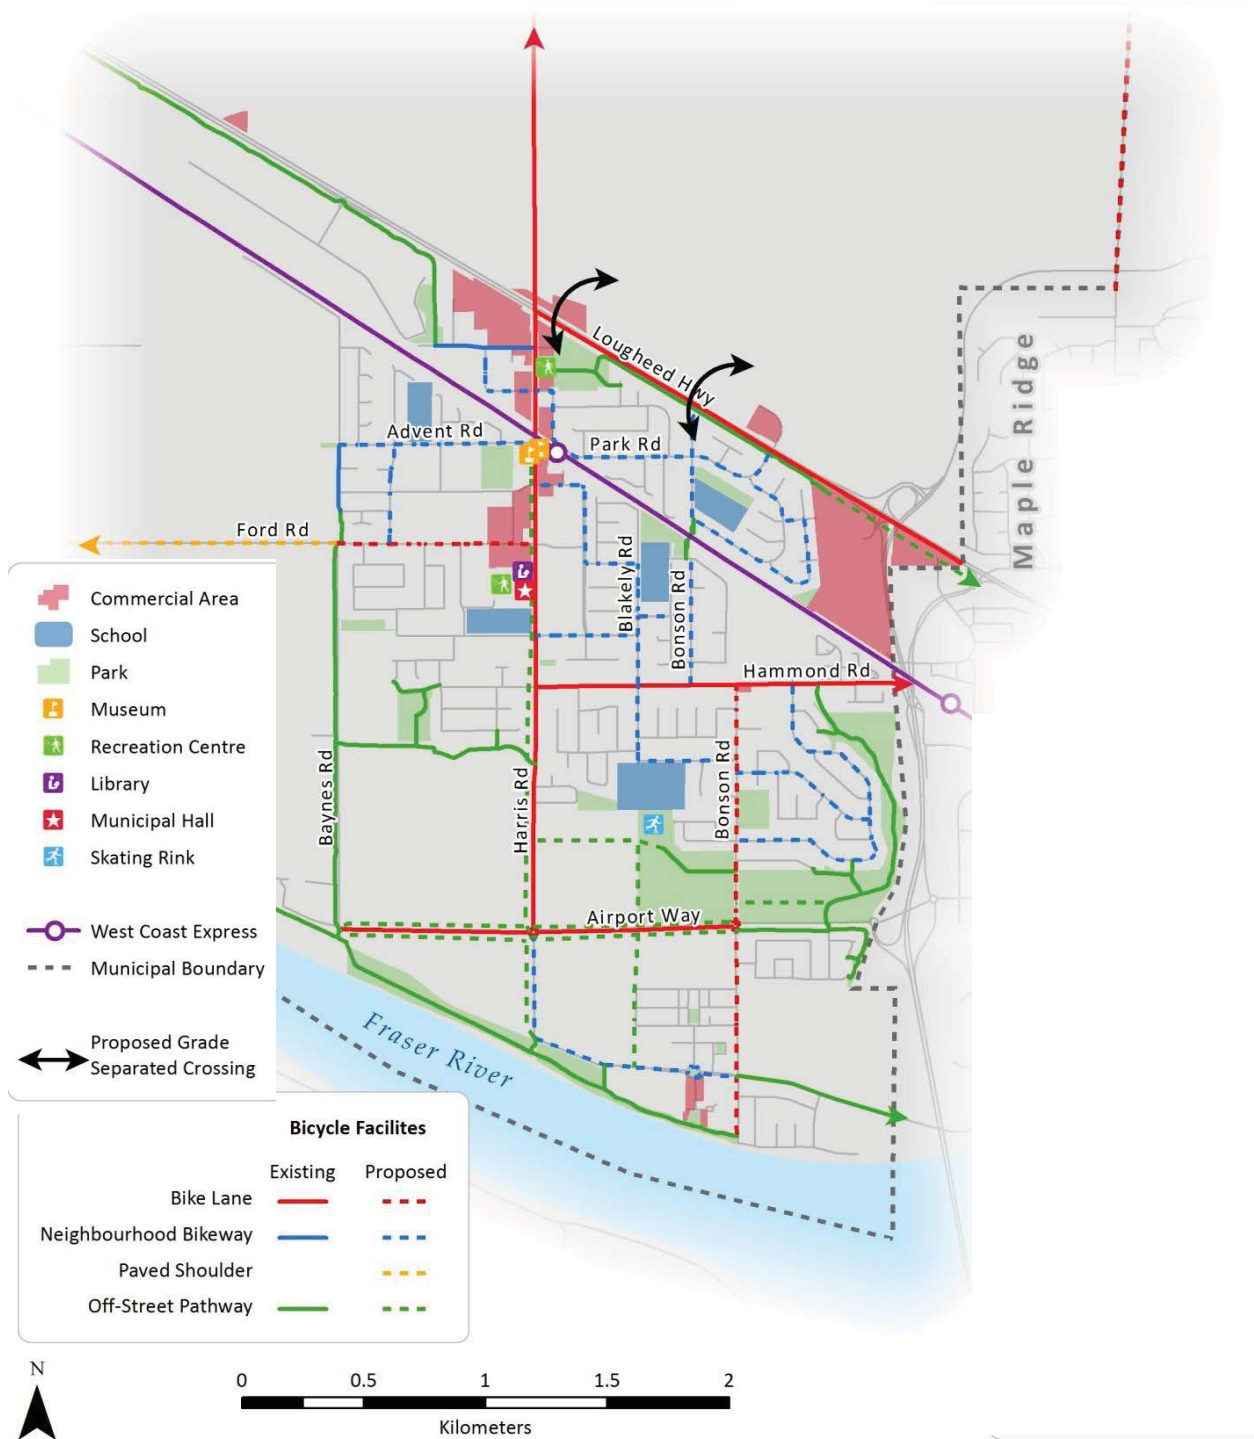 Lougheed Hwy
Maple Ridge
Advent Rd
Park Rd
Ford Rd
Blakely Rd
Bonson Rd
Hammond Rd
Baynes Rd
Harris Rd
Bonson Rd
Airport Way
Fraser River
Commercial Area
School
Park
Museum
Recreation Centre
Library
Municipal Hall
Skating Rink
West Coast Express
Municipal Boundary
Proposed Grade
Separated Crossing
Bicycle Facilites
Existing Proposed
Bike Lane
Neighbourhood Bikeway
Paved Shoulder
Off-Street Pathway
N
0 0.5 1 1.5 2
Kilometers